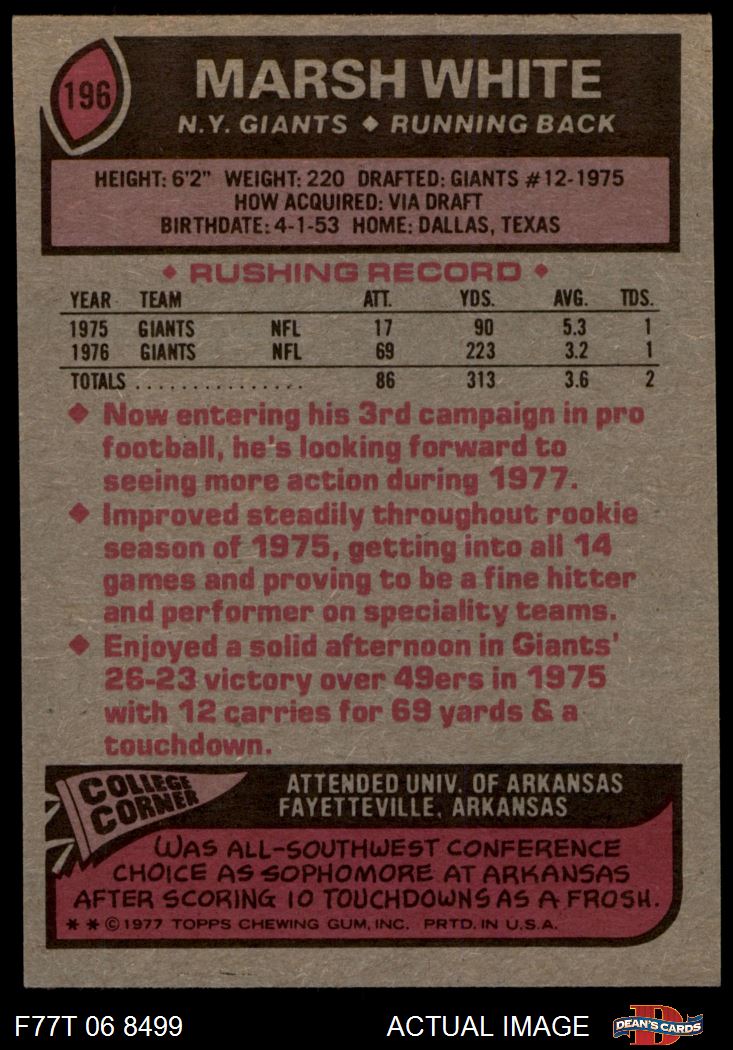 196
MARSH WHITE
N.Y. GIANTS ◆ RUNNING BACK
HEIGHT: 6'2" WEIGHT: 220 DRAFTED: GIANTS #12-1975
HOW ACQUIRED: VIA DRAFT
BIRTHDATE: 4-1-53 HOME: DALLAS, TEXAS
◆ RUSHING RECORD ◆
YEAR TEAM ATT. YDS. AVG. TDS.
1975 GIANTS NFL 17 90 5.3 1
1976 GIANTS NFL 69 223 3.2 1
TOTALS ................ 86 313 3.6 2
◆ Now entering his 3rd campaign in pro
football, he's looking forward to
seeing more action during 1977.
◆ Improved steadily throughout rookie
season of 1975, getting into all 14
games and proving to be a fine hitter
and performer on speciality teams.
◆ Enjoyed a solid afternoon in Giants'
26-23 victory over 49ers in 1975
with 12 carries for 69 yards & a
touchdown.
COLLEGE
CORNER
ATTENDED UNIV. OF ARKANSAS
FAYETTEVILLE, ARKANSAS
WAS ALL-SOUTHWEST CONFERENCE
CHOICE AS SOPHOMORE AT ARKANSAS
AFTER SCORING 10 TOUCHDOWNS AS A FROSH.
* * © 1977 TOPPS CHEWING GUM, INC. PRTD. IN U.S.A.
F77T 06 8499 ACTUAL IMAGE
D
DEAN'S CARDS